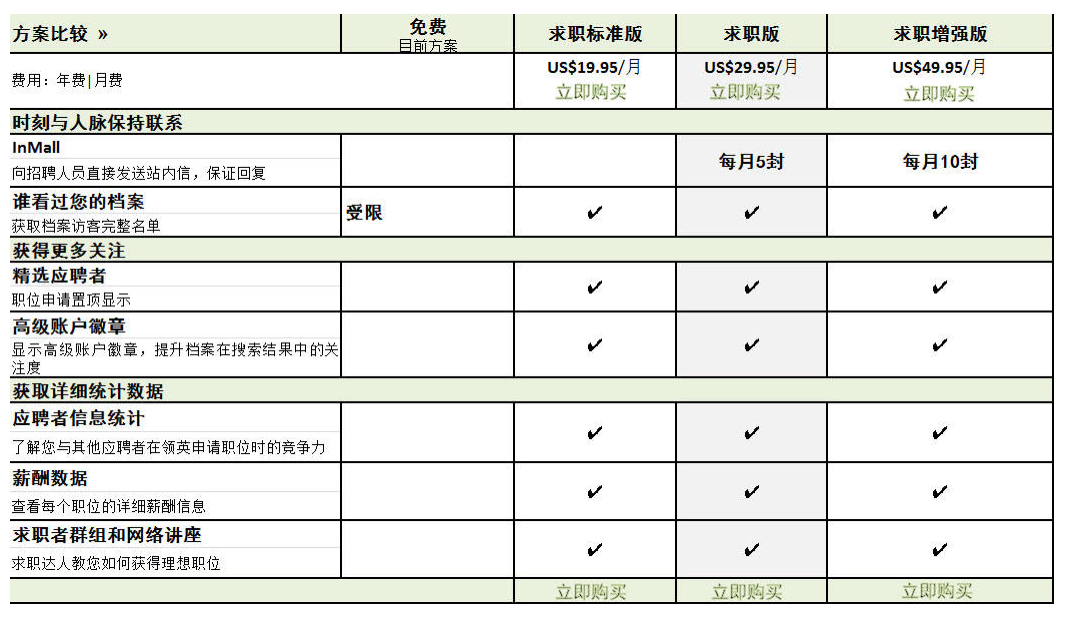 方案比较 »
免费
目前方案
求职标准版
求职版
求职增强版
费用：年费|月费
US$19.95/月
立即购买
US$29.95/月
立即购买
US$49.95/月
立即购买
时刻与人脉保持联系
InMall
向招聘人员直接发送站内信，保证回复
每月5封
每月10封
谁看过您的档案
获取档案访客完整名单
受限
✔
✔
✔
获得更多关注
精选应聘者
职位申请置顶显示
✔
✔
✔
高级账户徽章
显示高级账户徽章，提升档案在搜索结果中的关
注度
✔
✔
✔
获取详细统计数据
应聘者信息统计
了解您与其他应聘者在领英申请职位时的竞争力
✔
✔
✔
薪酬数据
查看每个职位的详细薪酬信息
✔
✔
✔
求职者群组和网络讲座
求职达人教您如何获得理想职位
✔
✔
✔
立即购买
立即购买
立即购买